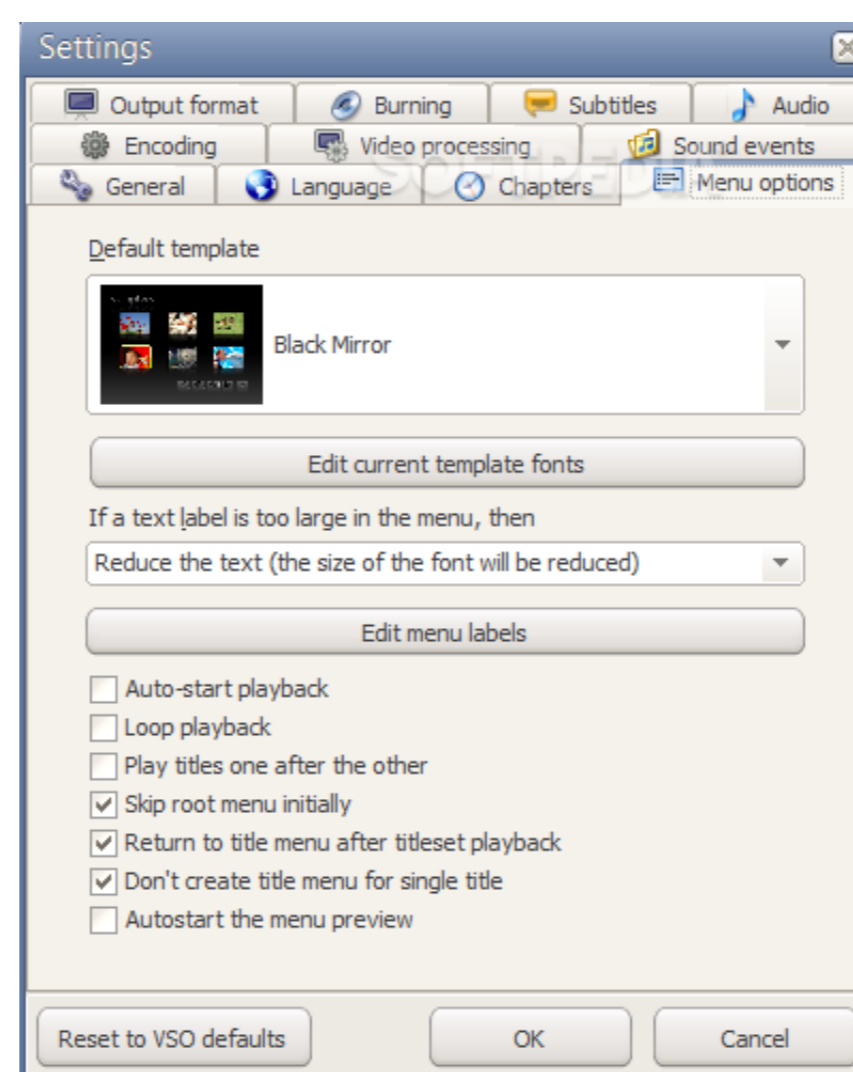 Settings
Output format Burning Subtitles Audio
Encoding Video processing Sound events
SOFTPEDIA
General Language Chapters Menu options
Default template
Black Mirror
Edit current template fonts
If a text label is too large in the menu, then
Reduce the text (the size of the font will be reduced)
Edit menu labels
Auto-start playback
Loop playback
Play titles one after the other
Skip root menu initially
Return to title menu after titleset playback
Don't create title menu for single title
Autostart the menu preview
Reset to VSO defaults OK Cancel